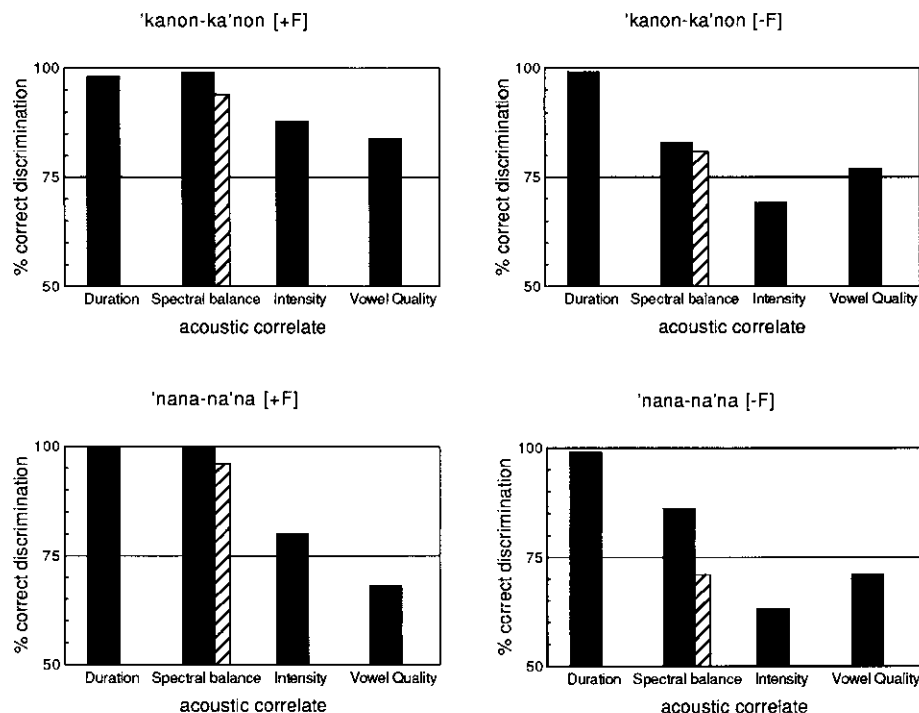 'kanon-ka'non [+F]
% correct discrimination
100
75
50
Duration Spectral balance Intensity Vowel Quality
acoustic correlate
'kanon-ka'non [-F]
% correct discrimination
100
75
50
Duration Spectral balance Intensity Vowel Quality
acoustic correlate
'nana-na'na [+F]
% correct discrimination
100
75
50
Duration Spectral balance Intensity Vowel Quality
acoustic correlate
'nana-na'na [-F]
% correct discrimination
100
75
50
Duration Spectral balance Intensity Vowel Quality
acoustic correlate